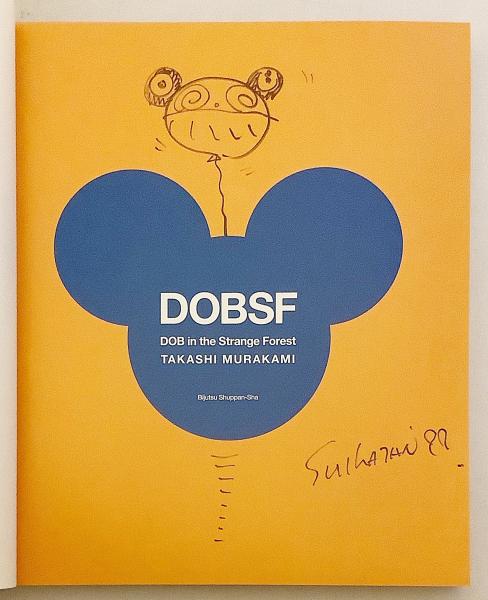 DOBSF
DOB in the Strange Forest
TAKASHI MURAKAMI
Bijutsu Shuppan-Sha